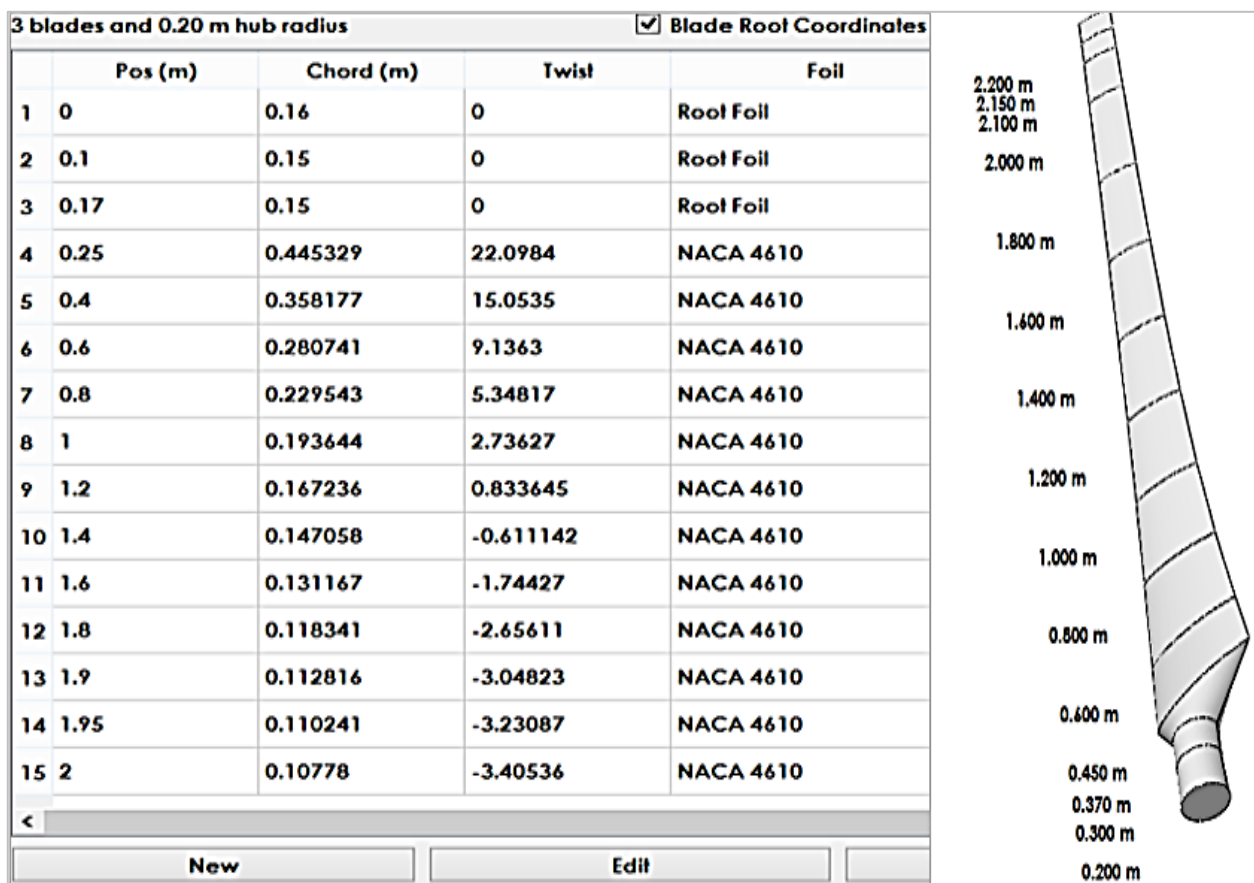 3 blades and 0.20 m hub radius ✓ Blade Root Coordinates
Pos (m) Chord (m) Twist Foil
1 0 0.16 0 Root Foil
2 0.1 0.15 0 Root Foil
3 0.17 0.15 0 Root Foil
4 0.25 0.445329 22.0984 NACA 4610
5 0.4 0.358177 15.0535 NACA 4610
6 0.6 0.280741 9.1363 NACA 4610
7 0.8 0.229543 5.34817 NACA 4610
8 1 0.193644 2.73627 NACA 4610
9 1.2 0.167236 0.833645 NACA 4610
10 1.4 0.147058 -0.611142 NACA 4610
11 1.6 0.131167 -1.74427 NACA 4610
12 1.8 0.118341 -2.65611 NACA 4610
13 1.9 0.112816 -3.04823 NACA 4610
14 1.95 0.110241 -3.23087 NACA 4610
15 2 0.10778 -3.40536 NACA 4610
<
New Edit
2.200 m
2.150 m
2.100 m
2.000 m
1.800 m
1.600 m
1.400 m
1.200 m
1.000 m
0.800 m
0.600 m
0.450 m
0.370 m
0.300 m
0.200 m